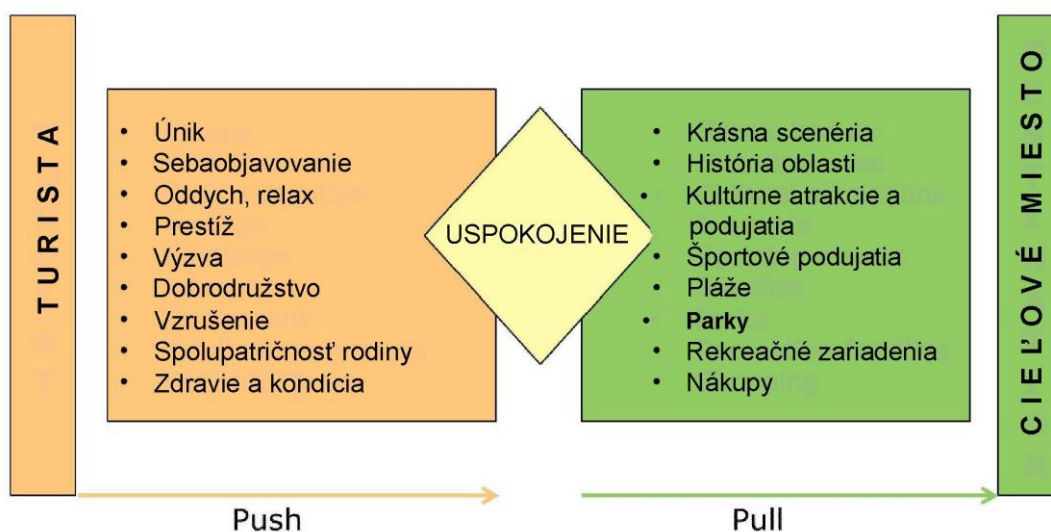 TURISTA
• Únik
• Sebaobjavovanie
• Oddych, relax
• Prestíž
• Výzva
• Dobrodružstvo
• Vzrušenie
• Spolupatričnosť rodiny
• Zdravie a kondícia
USPOKOJENIE
• Krásna scenéria
• História oblasti
• Kultúrne atrakcie a
podujatia
• Športové podujatia
• Pláže
• Parky
• Rekreačné zariadenia
• Nákupy
CIEĽOVÉ MIESTO
Push
Pull